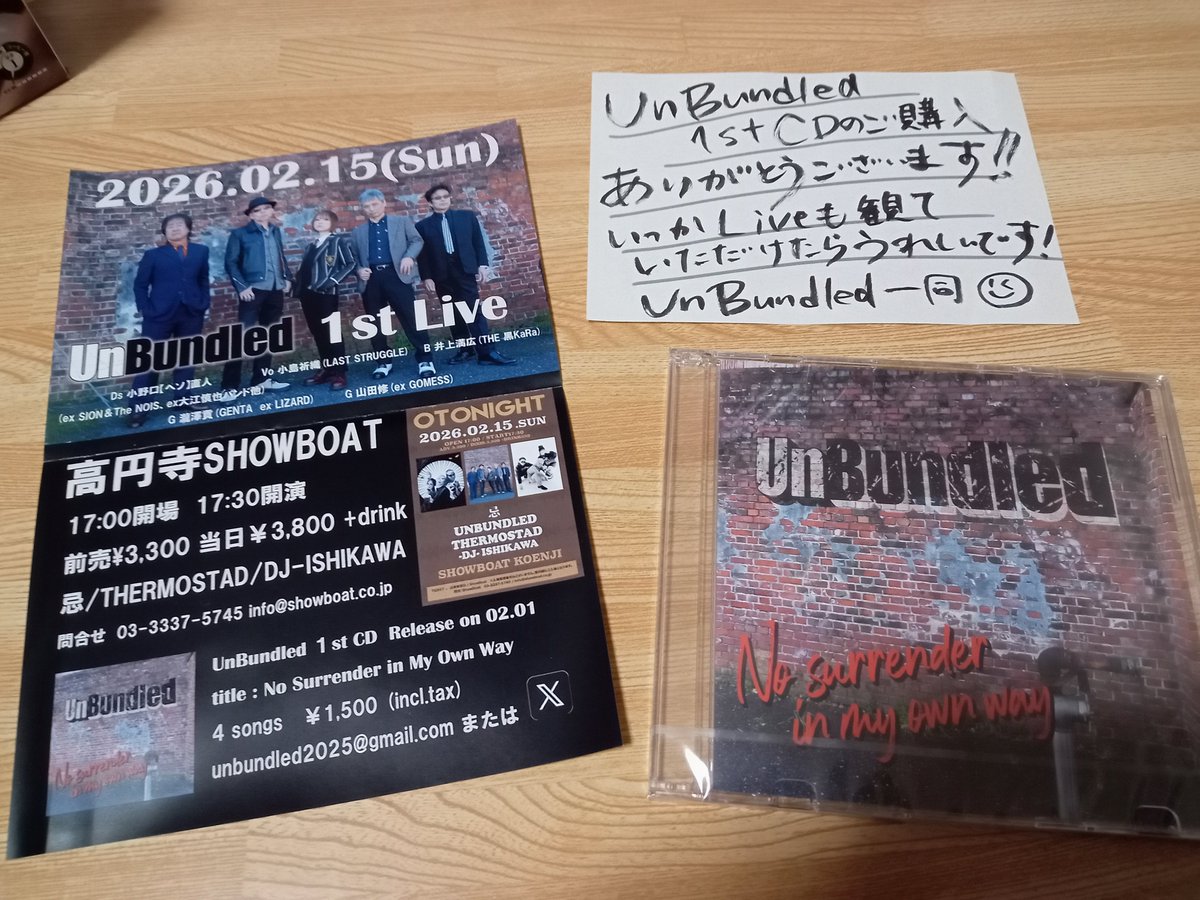 2026.02.15(Sun)
UnBundled 1st Live
Vo 小島祈織(LAST STRUGGLE) B 井上満広(THE 黒KaRa)
Ds 小野口【ヘソ】直人
(ex SION&The NOIS、ex大江慎也バンド他) G 山田修(ex GOMESS)
G 瀧澤貴(GENTA ex LIZARD)
高円寺SHOWBOAT
17:00開場 17:30開演
前売¥3,300 当日¥3,800 +drink
忌/THERMOSTAD/DJ-ISHIKAWA
問合せ 03-3337-5745 info@showboat.co.jp
OTONIGHT
2026.02.15.SUN
忌
UNBUNDLED
THERMOSTAD
-DJ- ISHIKAWA
SHOWBOAT KOENJI
UnBundled 1st CD Release on 02.01
title : No Surrender in My Own Way
4 songs ¥1,500 (incl.tax)
unbundled2025@gmail.com または X
UnBundled
No surrender
in my own way
UnBundled
1st CDのご購入
ありがとうございます!!
いつかLiveも観て
いただけたらうれしいです!
UnBundled一同
UnBundled
No surrender
in my own way